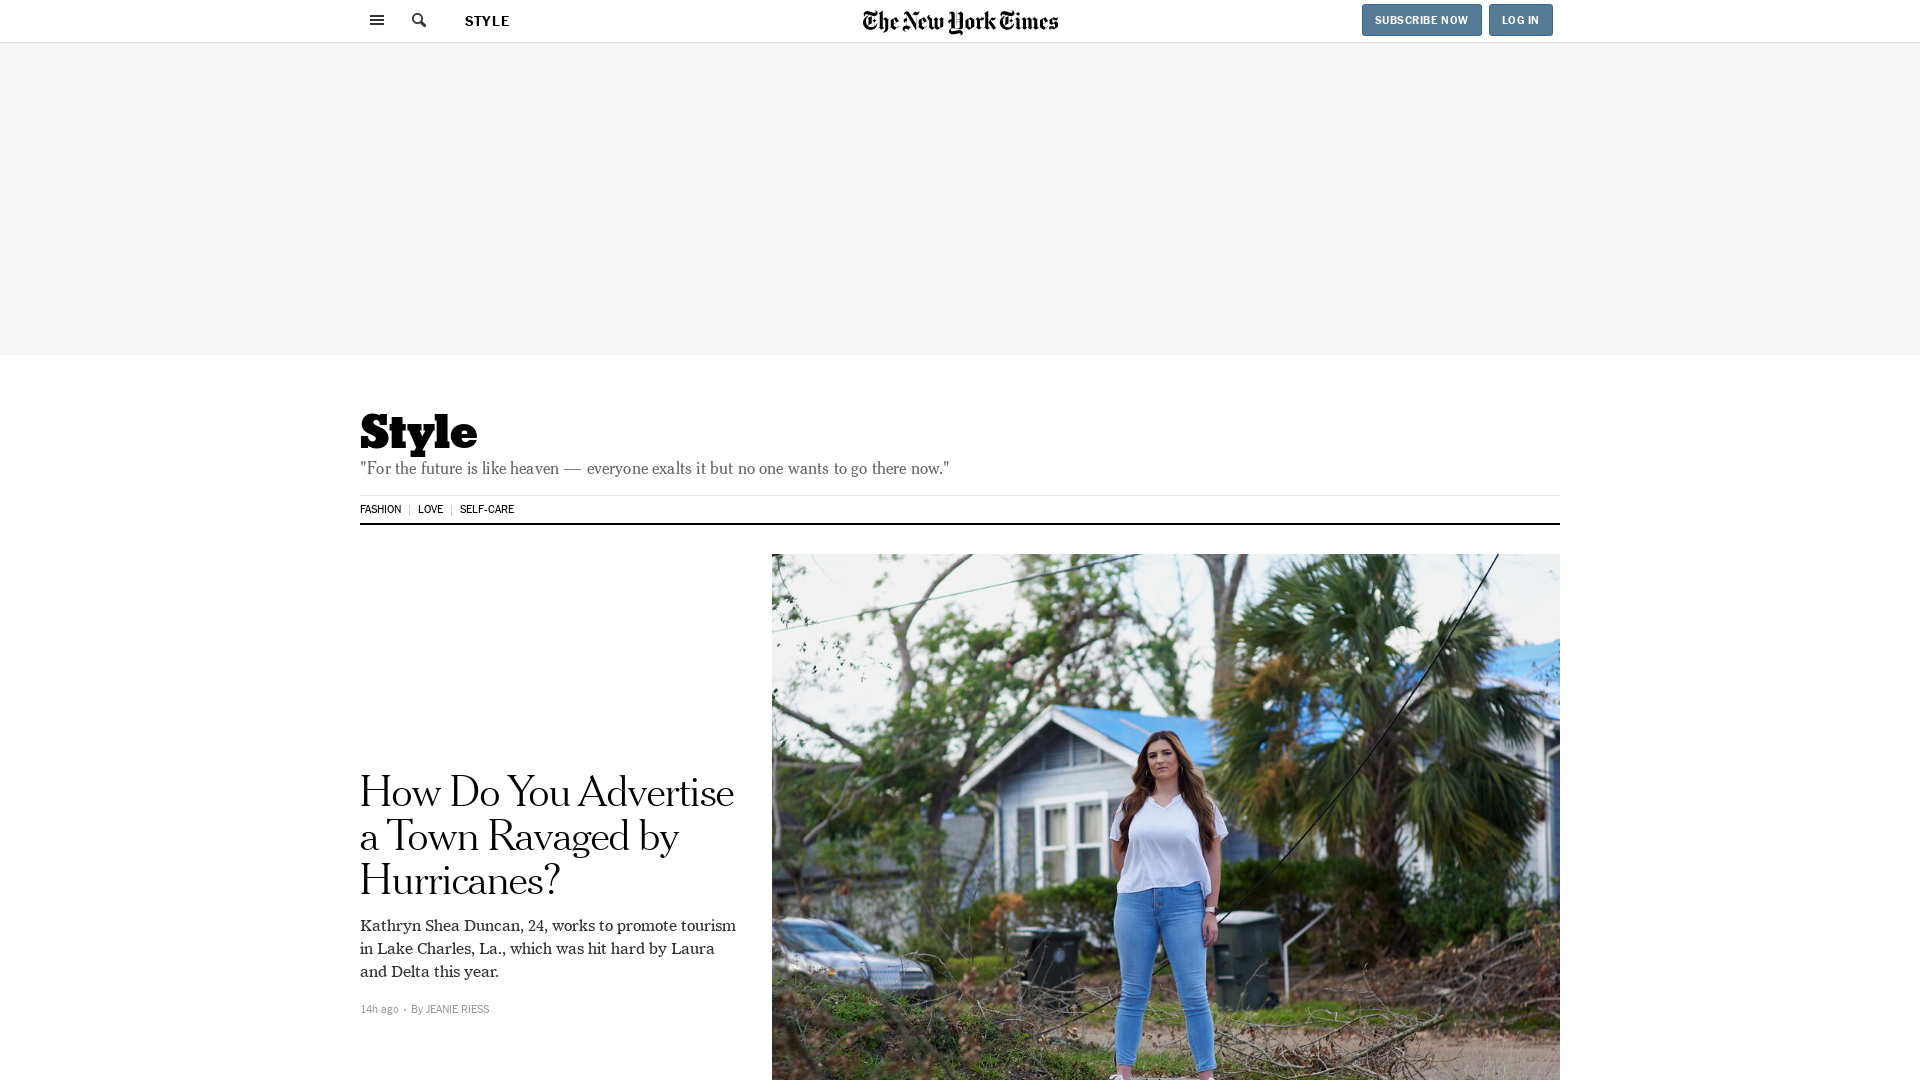 STYLE
The New York Times
SUBSCRIBE NOW
LOG IN
Style
"For the future is like heaven — everyone exalts it but no one wants to go there now."
FASHION
LOVE
SELF-CARE
How Do You Advertise
a Town Ravaged by
Hurricanes?
Kathryn Shea Duncan, 24, works to promote tourism
in Lake Charles, La., which was hit hard by Laura
and Delta this year.
14h ago · By JEANIE RIESS